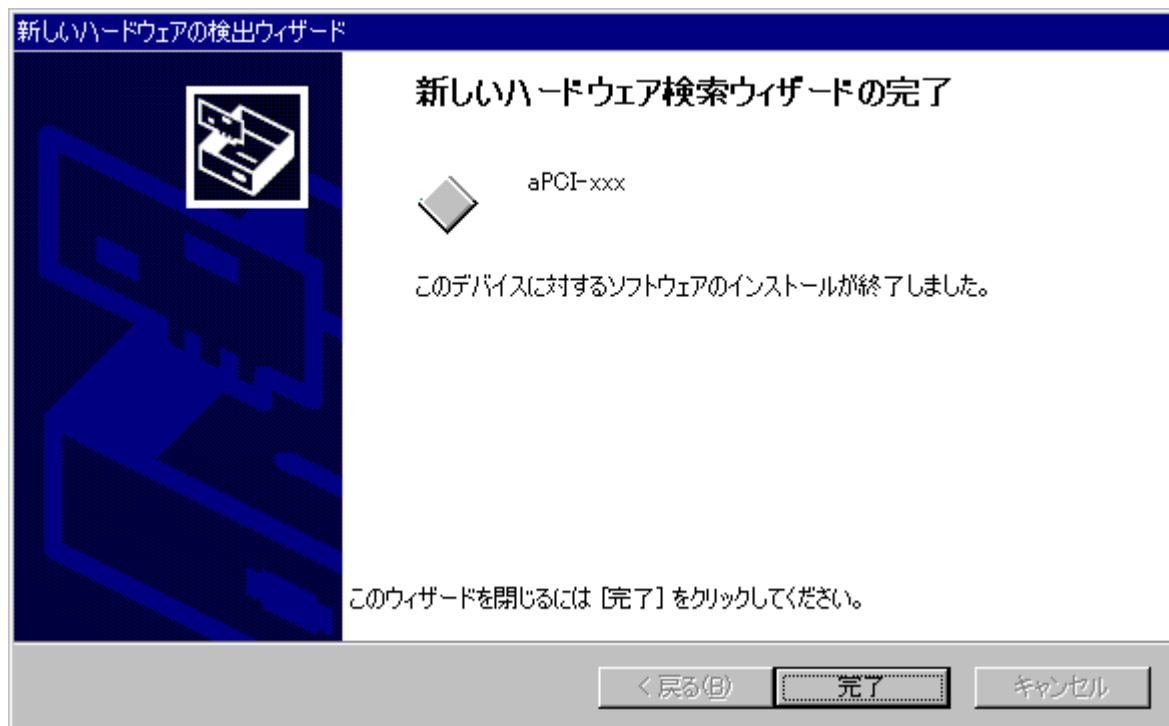 新しいハードウェアの検出ウィザード
新しいハードウェア検索ウィザードの完了
aPCI-xxx
このデバイスに対するソフトウェアのインストールが終了しました。
このウィザードを閉じるには [完了] をクリックしてください。
< 戻る(B)
完了
キャンセル